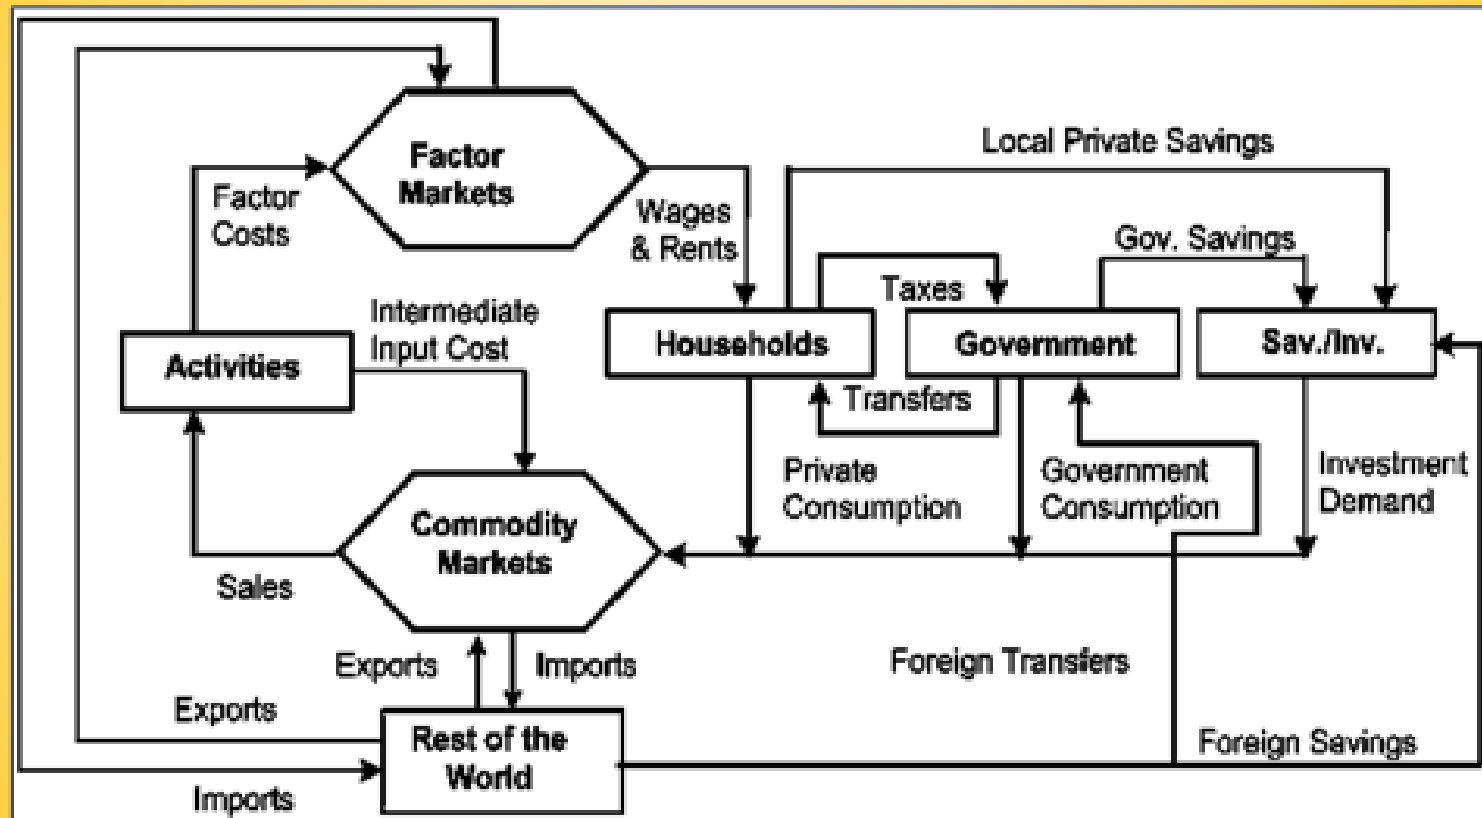 Factor
Markets
Local Private Savings
Factor
Costs
Wages
& Rents
Gov. Savings
Taxes
Intermediate
Input Cost
Activities
Households
Government
Sav./Inv.
Transfers
Private
Consumption
Government
Consumption
Investment
Demand
Commodity
Markets
Sales
Exports
Imports
Foreign Transfers
Exports
Rest of the
World
Foreign Savings
Imports